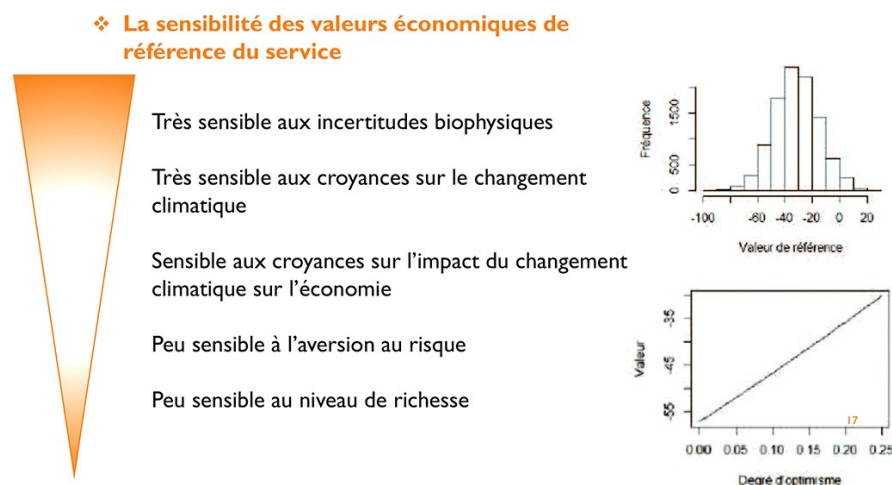 ❖ La sensibilité des valeurs économiques de
référence du service
Très sensible aux incertitudes biophysiques
Très sensible aux croyances sur le changement
climatique
Sensible aux croyances sur l'impact du changement
climatique sur l'économie
Peu sensible à l'aversion au risque
Peu sensible au niveau de richesse
Fréquence
0 500 1500
-100 -60 -40 -20 0 20
Valeur de référence
Valeur
-55 -45 -35
17
0.00 0.05 0.10 0.15 0.20 0.25
Degré d'optimisme